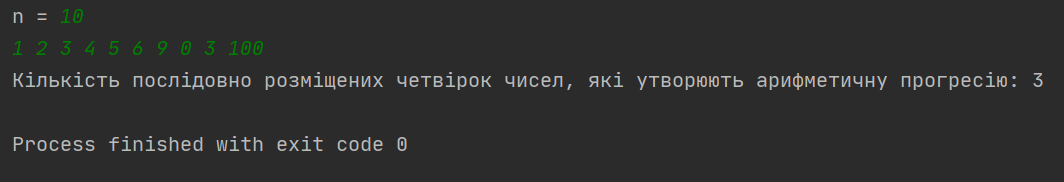 n = 10
1 2 3 4 5 6 9 0 3 100
Кількість послідовно розміщених четвірок чисел, які утворюють арифметичну прогресію: 3
Process finished with exit code 0